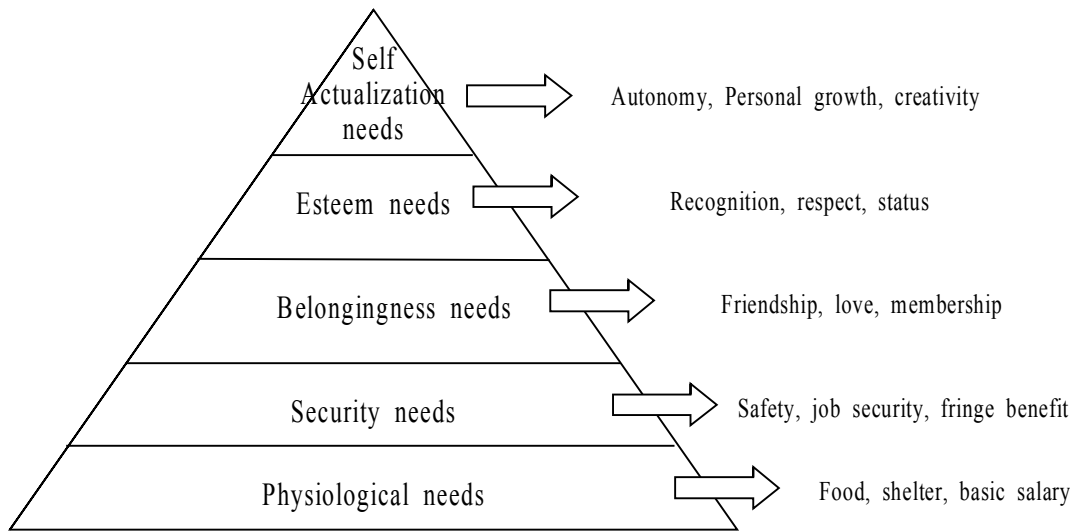 Self
Actualization
needs
Autonomy, Personal growth, creativity
Esteem needs
Recognition, respect, status
Belongingness needs
Friendship, love, membership
Security needs
Safety, job security, fringe benefit
Physiological needs
Food, shelter, basic salary